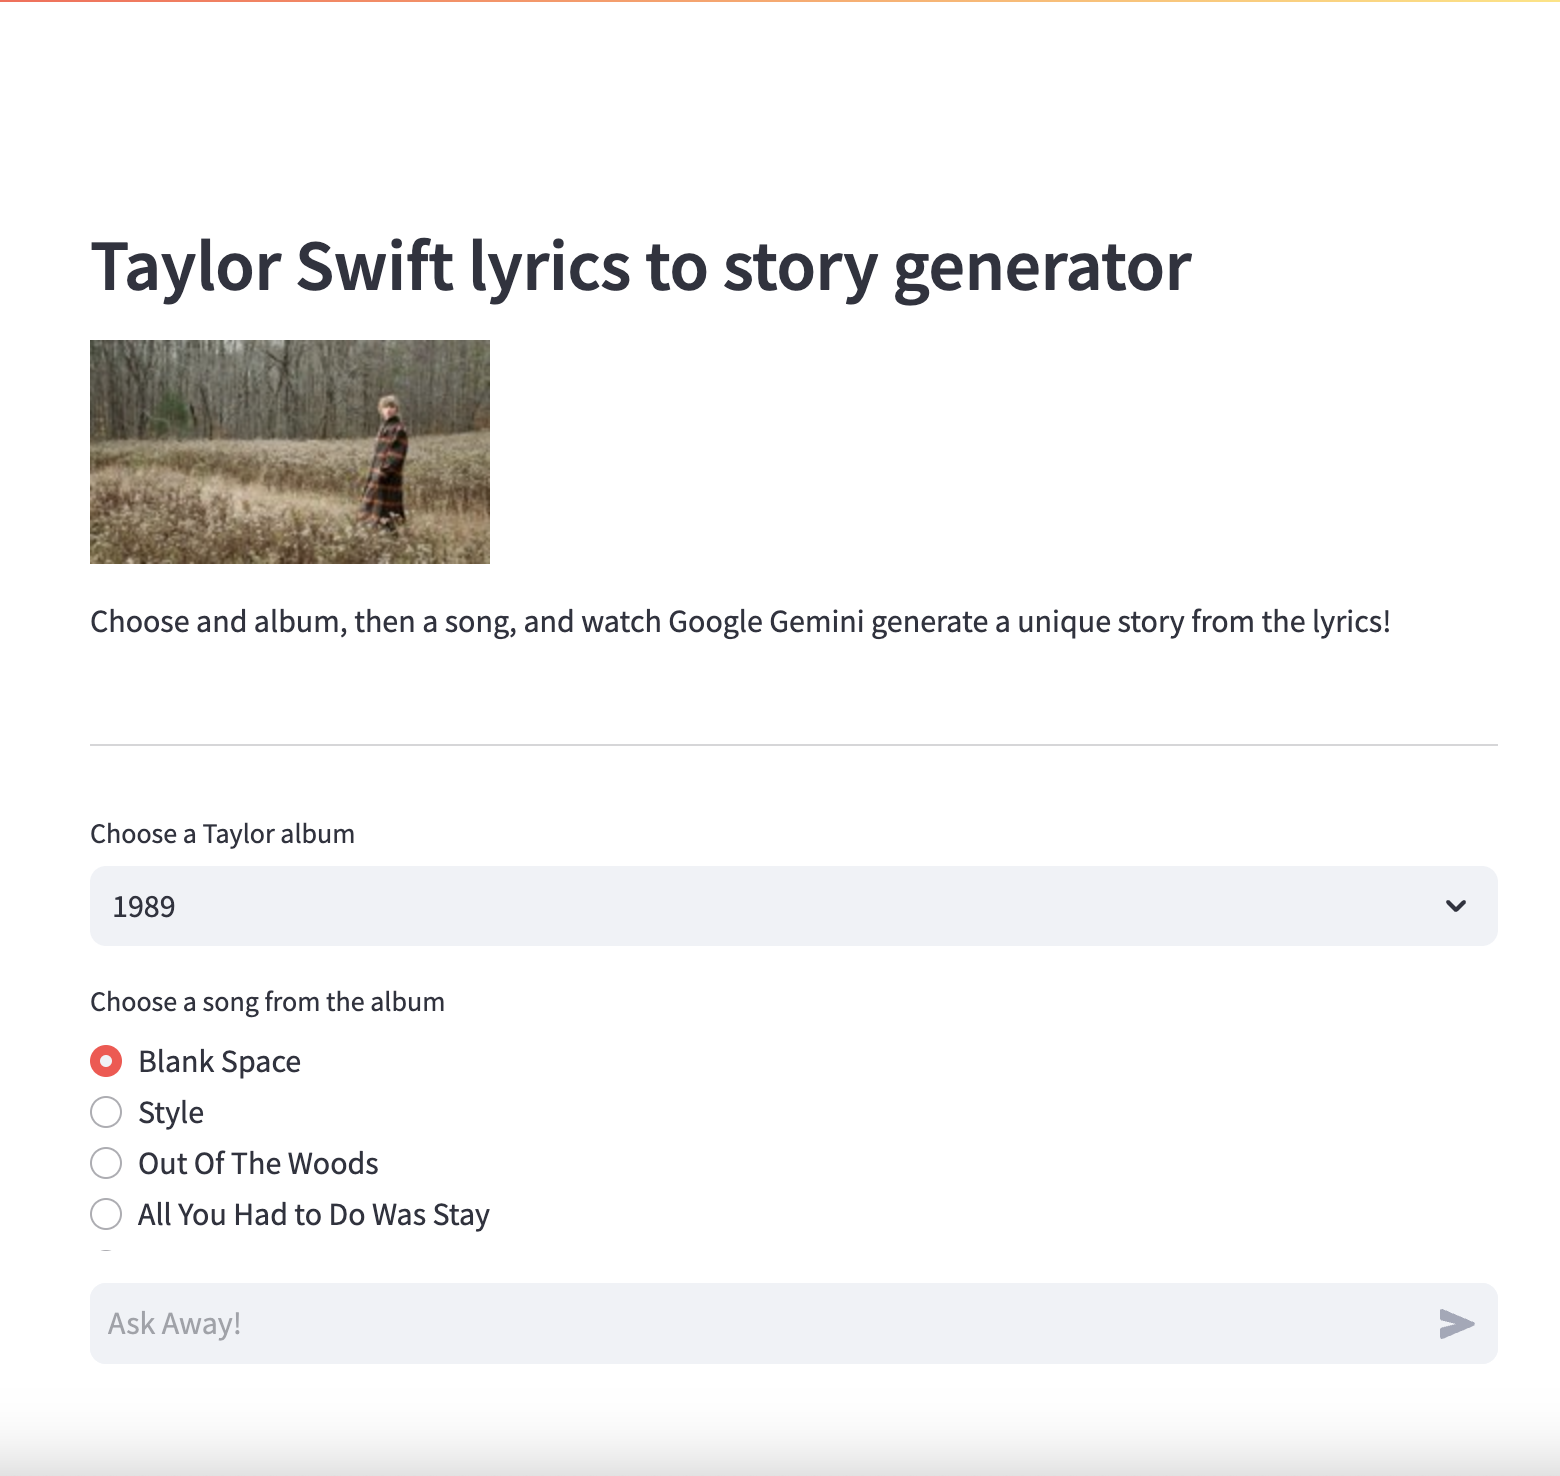 Taylor Swift lyrics to story generator
Choose and album, then a song, and watch Google Gemini generate a unique story from the lyrics!
Choose a Taylor album
1989
Choose a song from the album
Blank Space
Style
Out Of The Woods
All You Had to Do Was Stay
Ask Away!